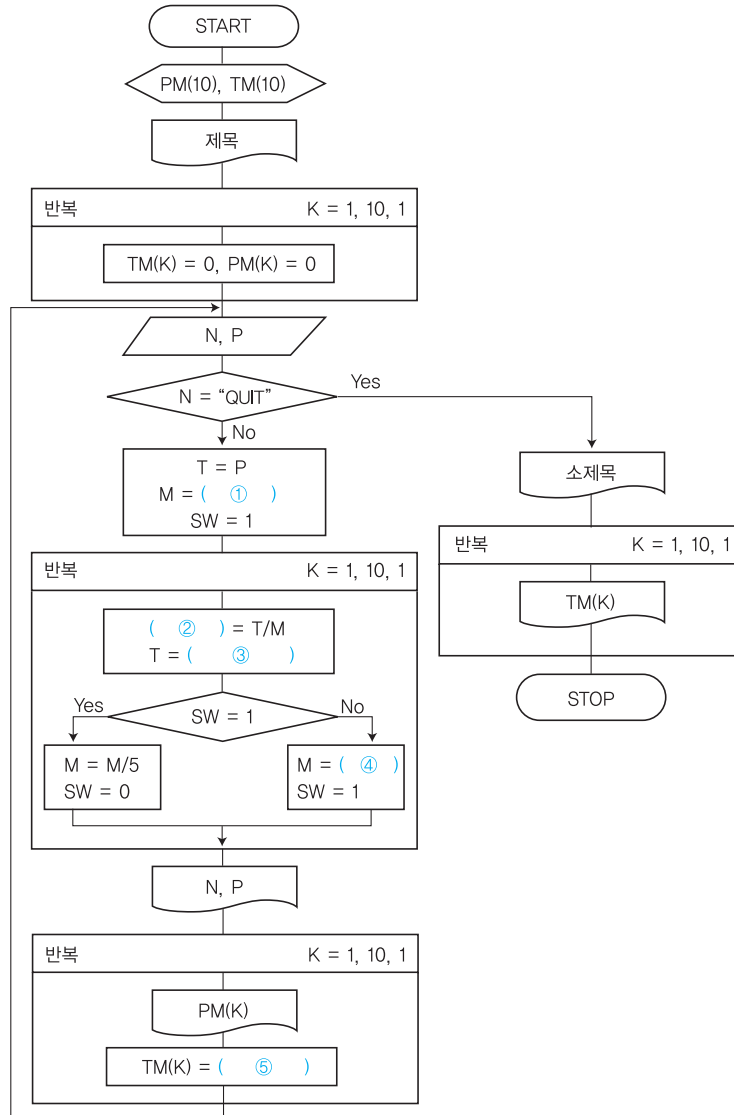 START
PM(10), TM(10)
제목
반복 K = 1, 10, 1
TM(K) = 0, PM(K) = 0
N, P
N = “QUIT”
Yes
No
T = P
M = ( ① )
SW = 1
반복 K = 1, 10, 1
( ② ) = T/M
T = ( ③ )
SW = 1
Yes
No
M = M/5
SW = 0
M = ( ④ )
SW = 1
N, P
반복 K = 1, 10, 1
PM(K)
TM(K) = ( ⑤ )
소제목
반복 K = 1, 10, 1
TM(K)
STOP